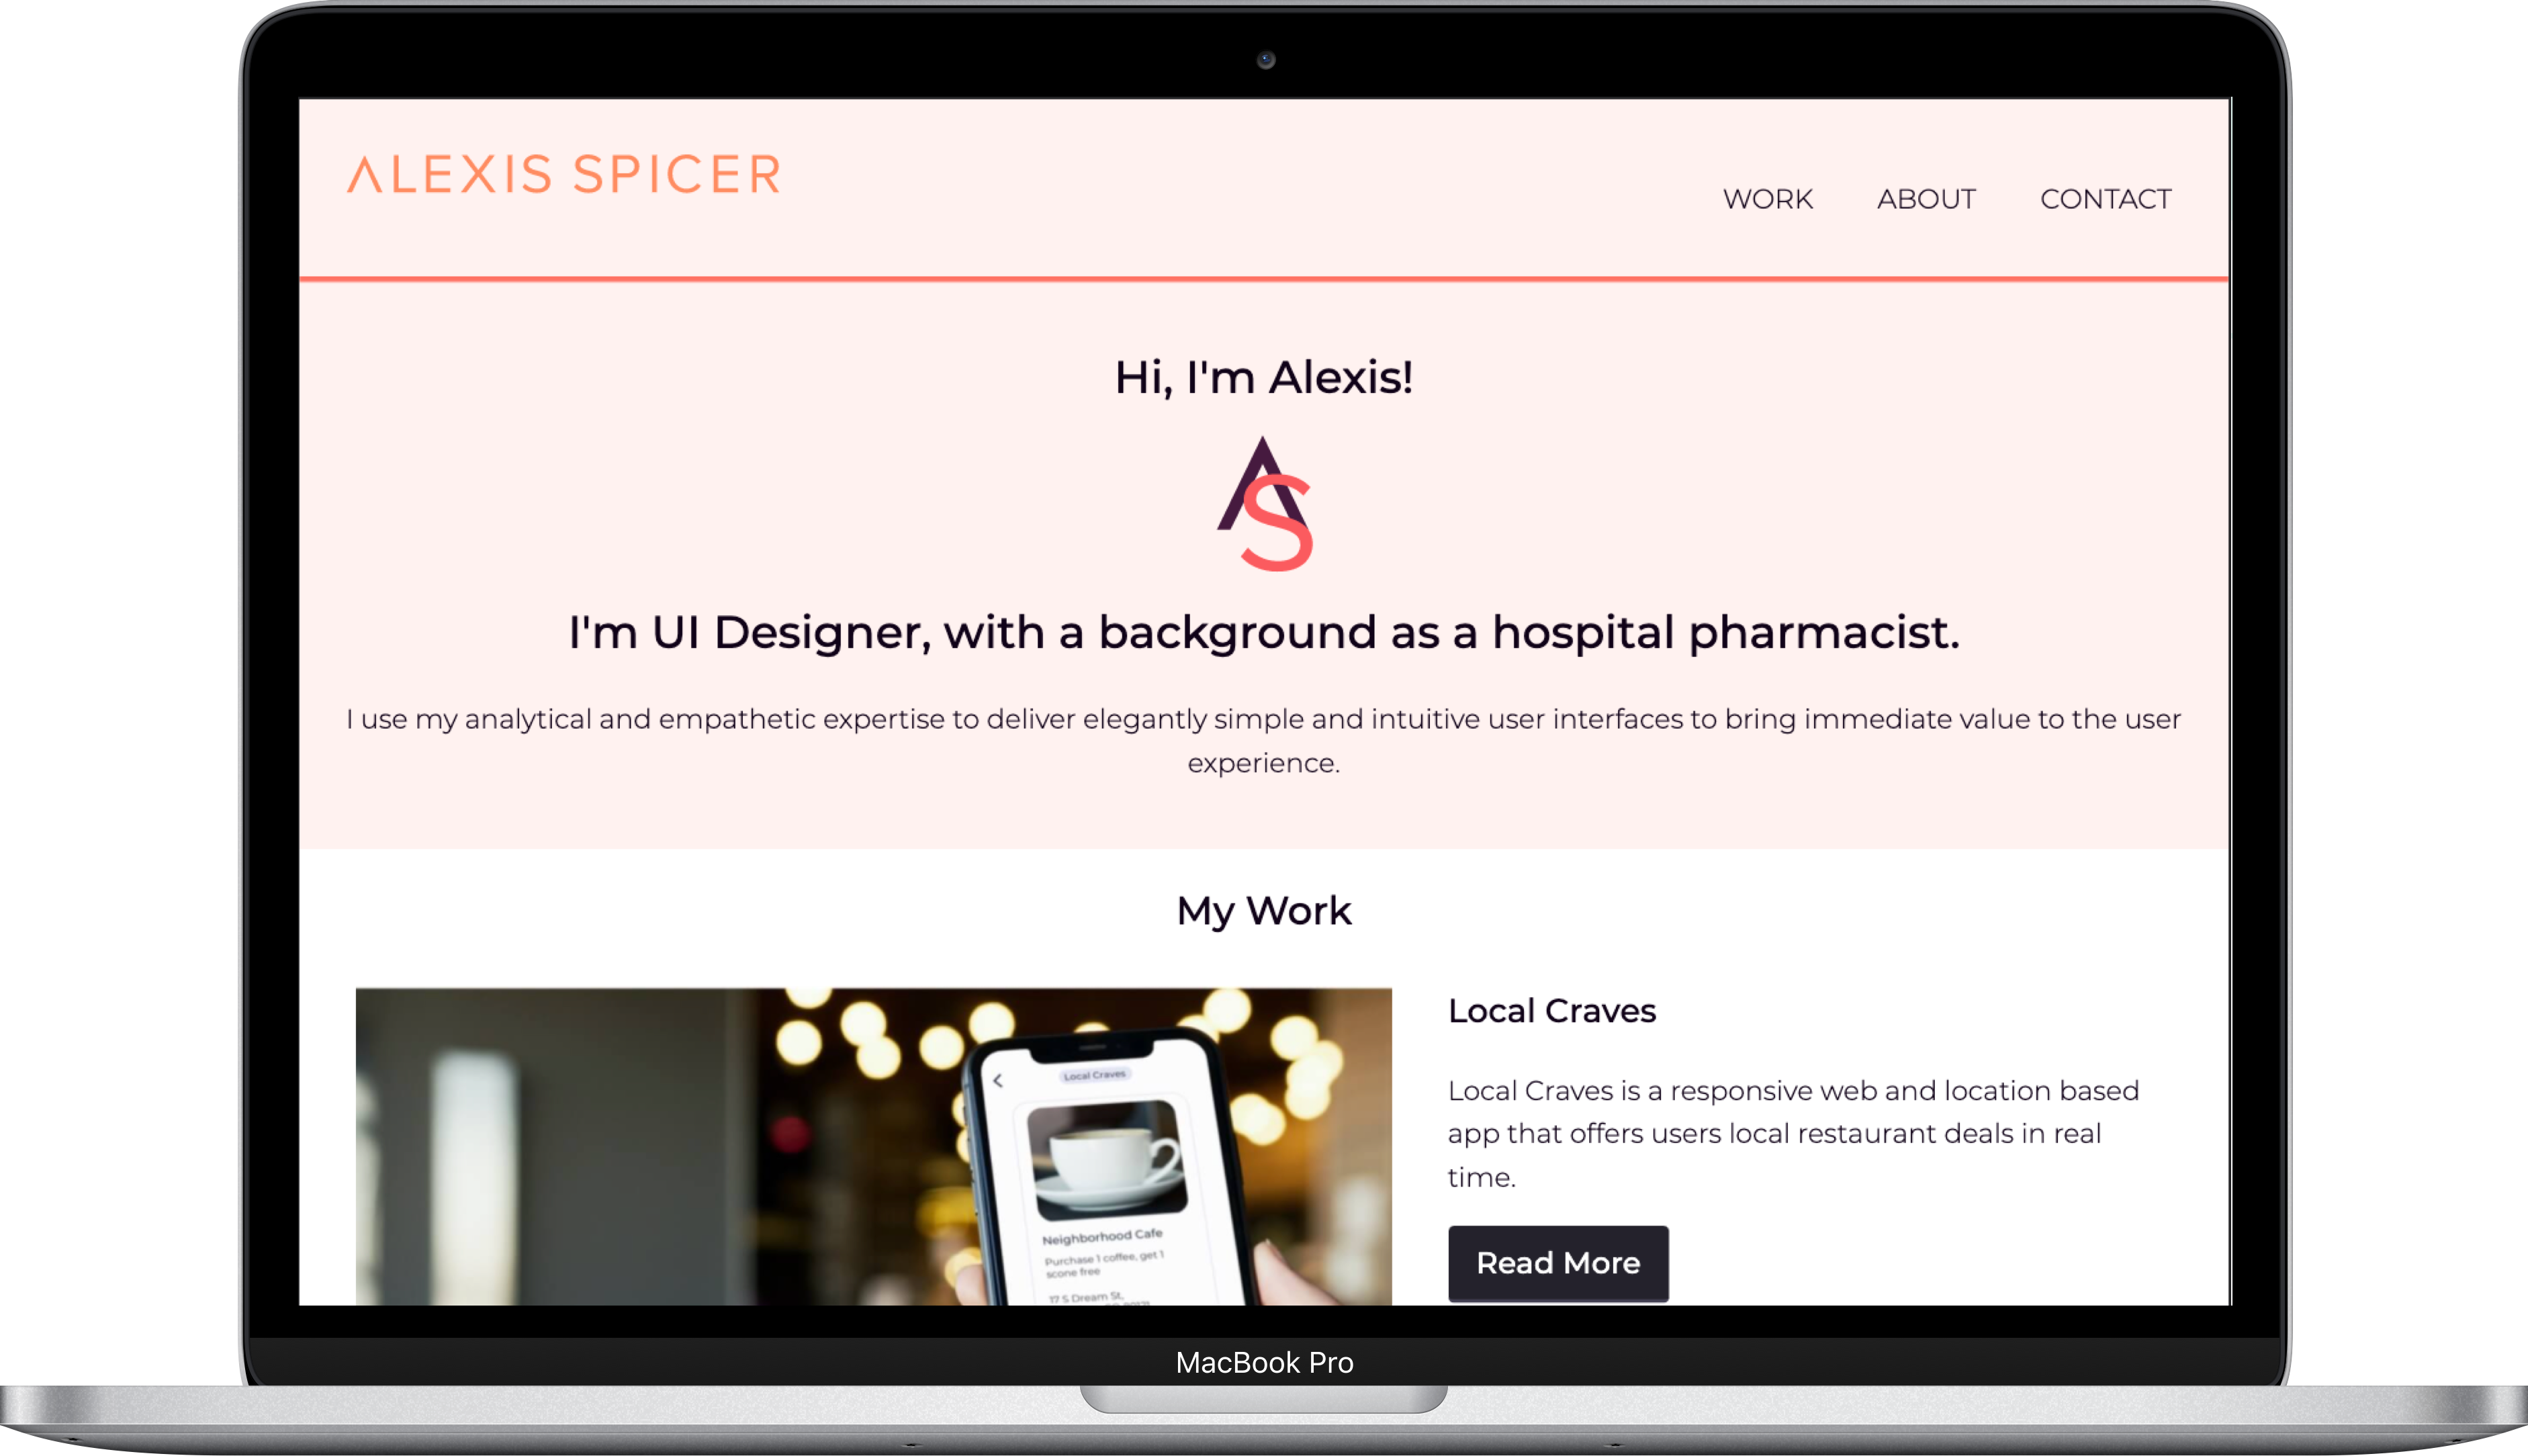 ALEXIS SPICER
WORK ABOUT CONTACT
Hi, I'm Alexis!
AS
I'm UI Designer, with a background as a hospital pharmacist.
I use my analytical and empathetic expertise to deliver elegantly simple and intuitive user interfaces to bring immediate value to the user
experience.
My Work
Local Craves
Neighborhood Cafe
Purchase 1 coffee, get 1
scone free
17 S Dream St,
Local Craves
Local Craves is a responsive web and location based
app that offers users local restaurant deals in real
time.
Read More
MacBook Pro